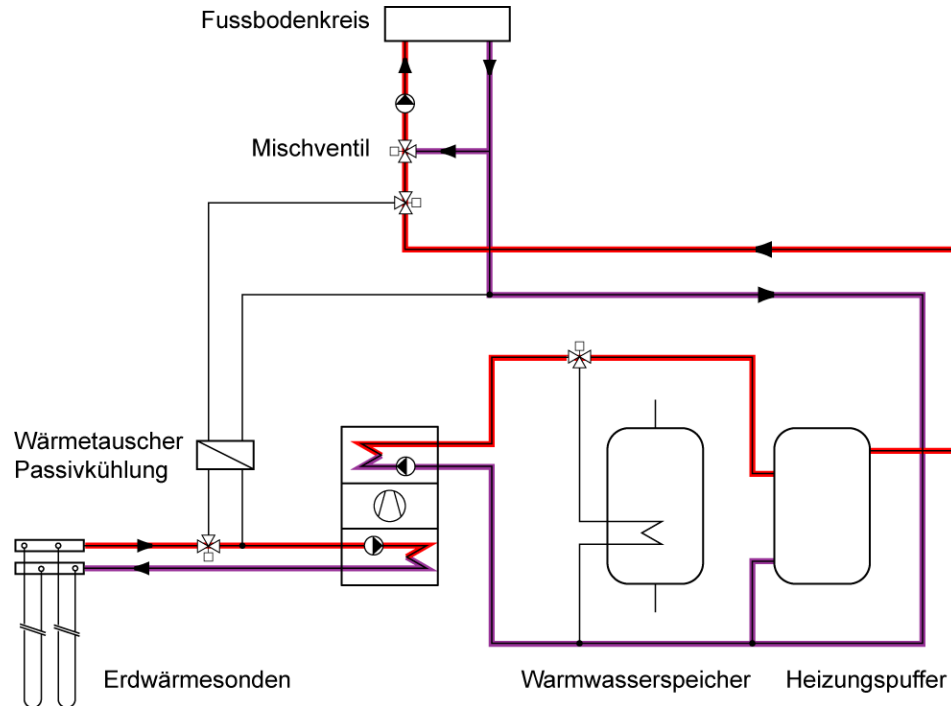 Fussbodenkreis
Mischventil
Wärmetauscher
Passivkühlung
Erdwärmesonden
Warmwasserspeicher
Heizungspuffer